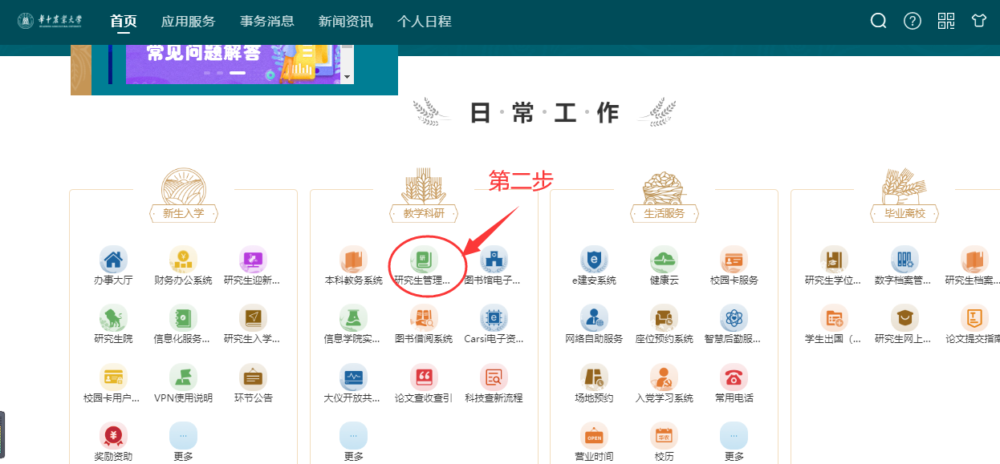 华中农业大学
首页 应用服务 事务消息 新闻资讯 个人日程
常见问题解答
日·常·工·作
第二步
新生入学 教学科研 生活服务 毕业离校
办事大厅 财务办公系统 研究生迎新... 本科教务系统 研究生管理... 图书馆电子... e建安系统 健康云 校园卡服务 研究生学位... 数字档案管... 研究生档案...
研究生院 信息化服务... 研究生入学... 信息学院实... 图书借阅系统 Carsi电子资... 网络自助服务 座位预约系统 智慧后勤服... 学生出国（... 研究生网上... 论文提交指南
校园卡用户... VPN使用说明 环节公告 大仪开放共... 论文查收查引 科技查新流程 场地预约 入党学习系统 常用电话
OPEN 华农
奖励资助 更多 更多 营业时间 校历 更多